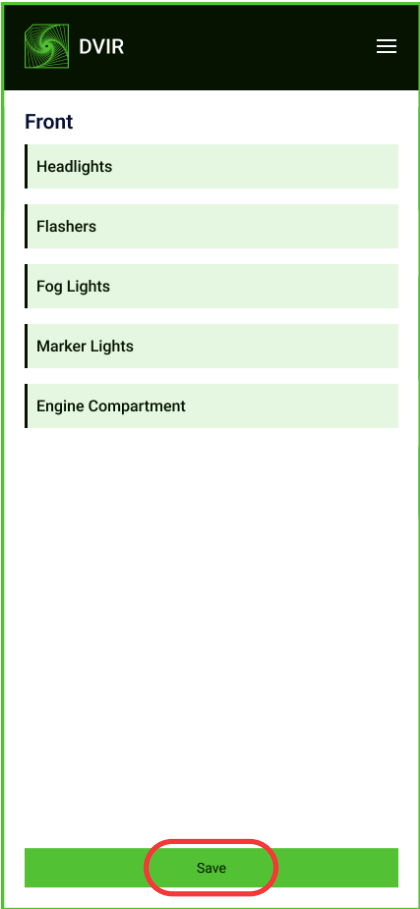 DVIR
Front
Headlights
Flashers
Fog Lights
Marker Lights
Engine Compartment
Save